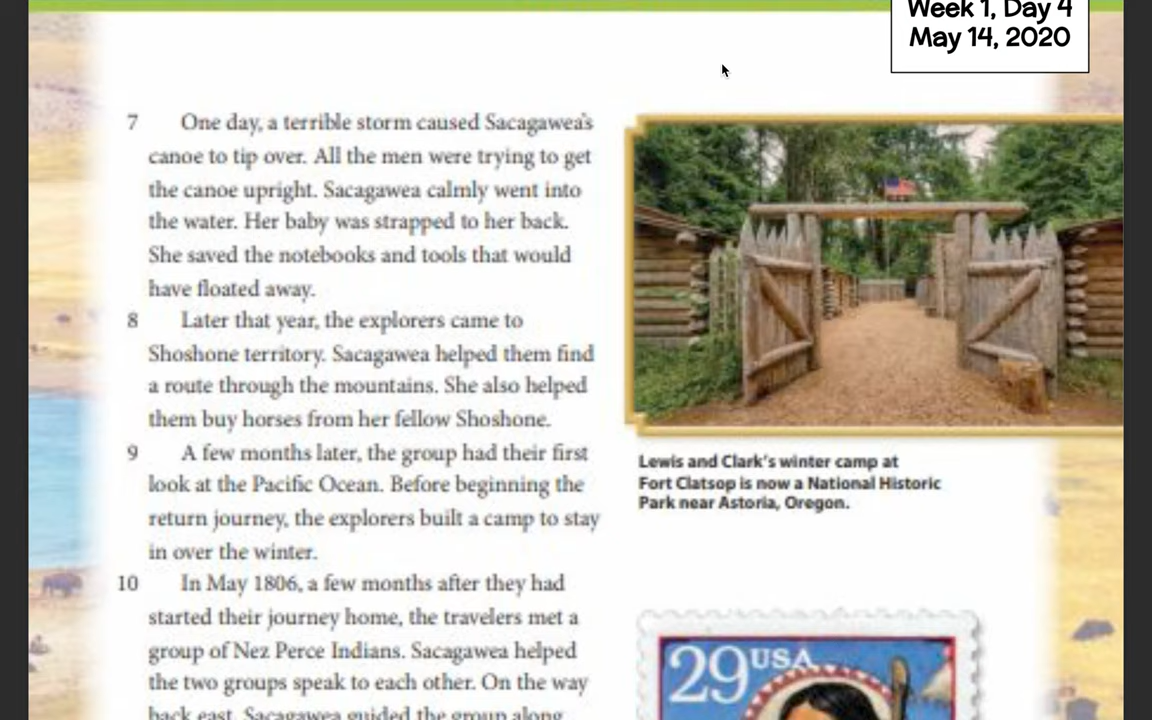 Week 1, Day 4
May 14, 2020
7 One day, a terrible storm caused Sacagawea's
canoe to tip over. All the men were trying to get
the canoe upright. Sacagawea calmly went into
the water. Her baby was strapped to her back.
She saved the notebooks and tools that would
have floated away.
8 Later that year, the explorers came to
Shoshone territory. Sacagawea helped them find
a route through the mountains. She also helped
them buy horses from her fellow Shoshone.
9 A few months later, the group had their first
look at the Pacific Ocean. Before beginning the
return journey, the explorers built a camp to stay
in over the winter.
10 In May 1806, a few months after they had
started their journey home, the travelers met a
group of Nez Perce Indians. Sacagawea helped
the two groups speak to each other. On the way
back east, Sacagawea guided the group along
Lewis and Clark's winter camp at
Fort Clatsop is now a National Historic
Park near Astoria, Oregon.
29 USA